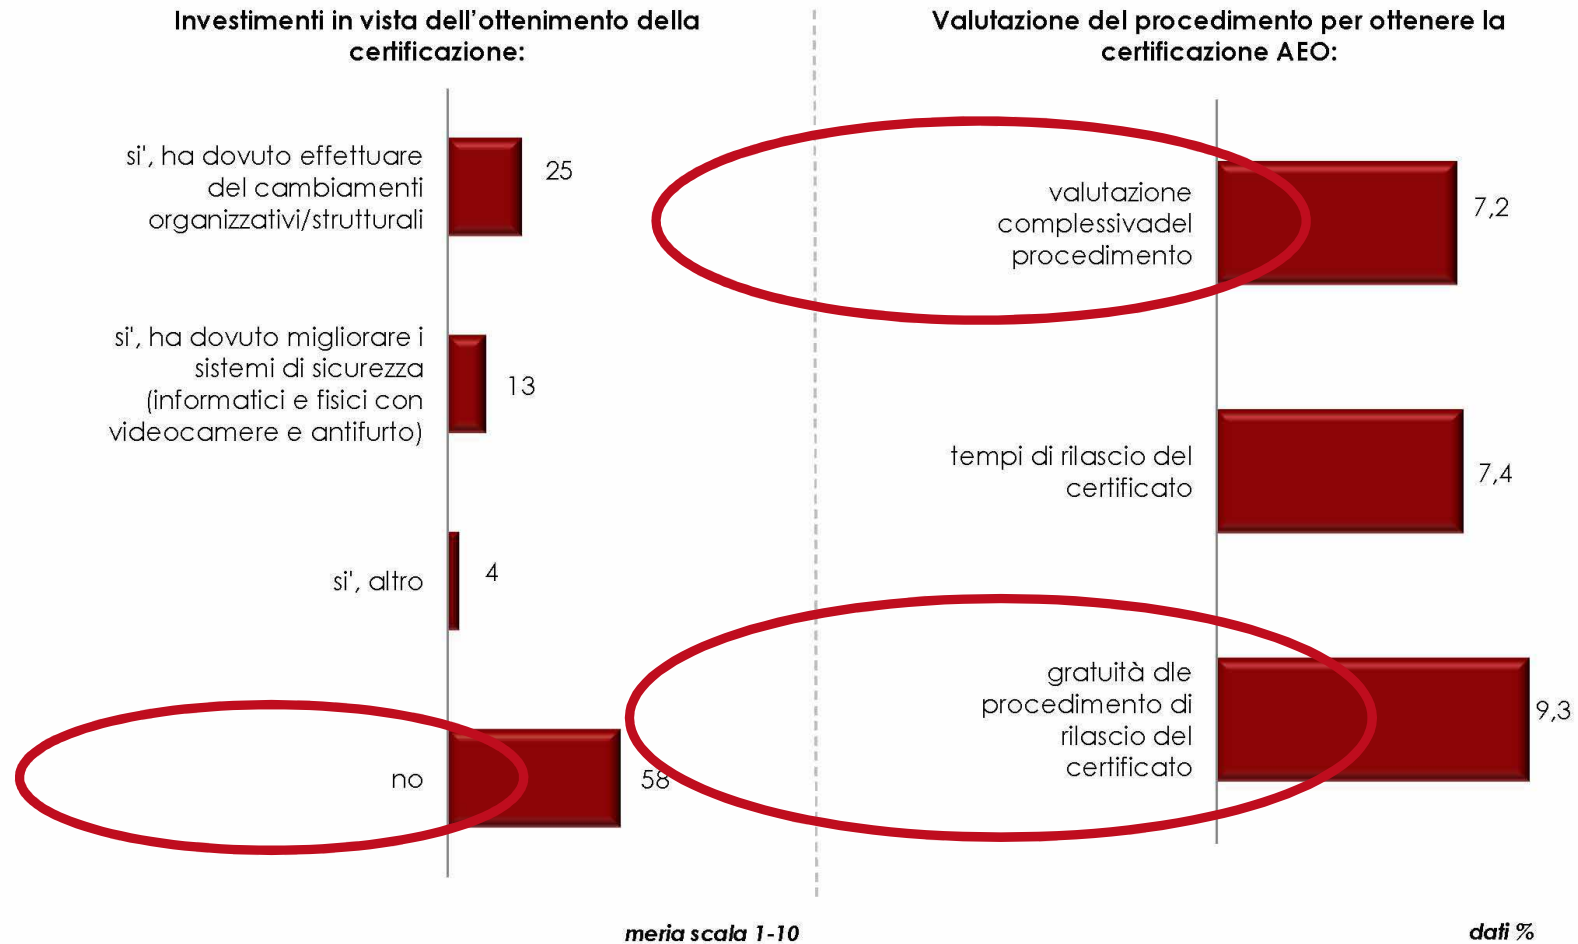 Investimenti in vista dell'ottenimento della
certificazione:
si', ha dovuto effettuare
del cambiamenti
organizzativi/strutturali
25
si', ha dovuto migliorare i
sistemi di sicurezza
(informatici e fisici con
videocamere e antifurto)
13
si', altro
4
no
58
meria scala 1-10
Valutazione del procedimento per ottenere la
certificazione AEO:
valutazione
complessivadel
procedimento
7,2
tempi di rilascio del
certificato
7,4
gratuità dle
procedimento di
rilascio del
certificato
9,3
dati %